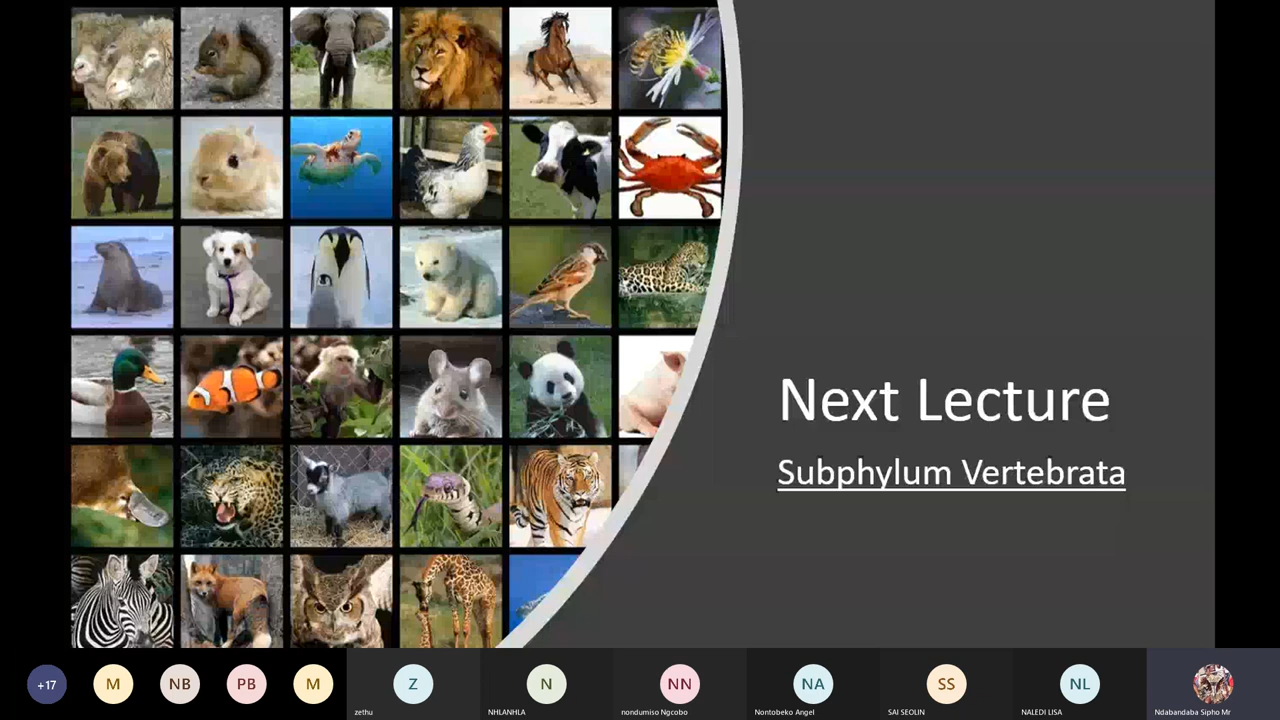 Next Lecture
Subphylum Vertebrata
+17
M
NB
PB
M
Z
N
NN
NA
SS
NL
zethu
NHLANHLA
nondumiso Ngcobo
Nontobeko Angel
SAI SEOLIN
NALEDI LISA
Ndabandaba Sipho Mr